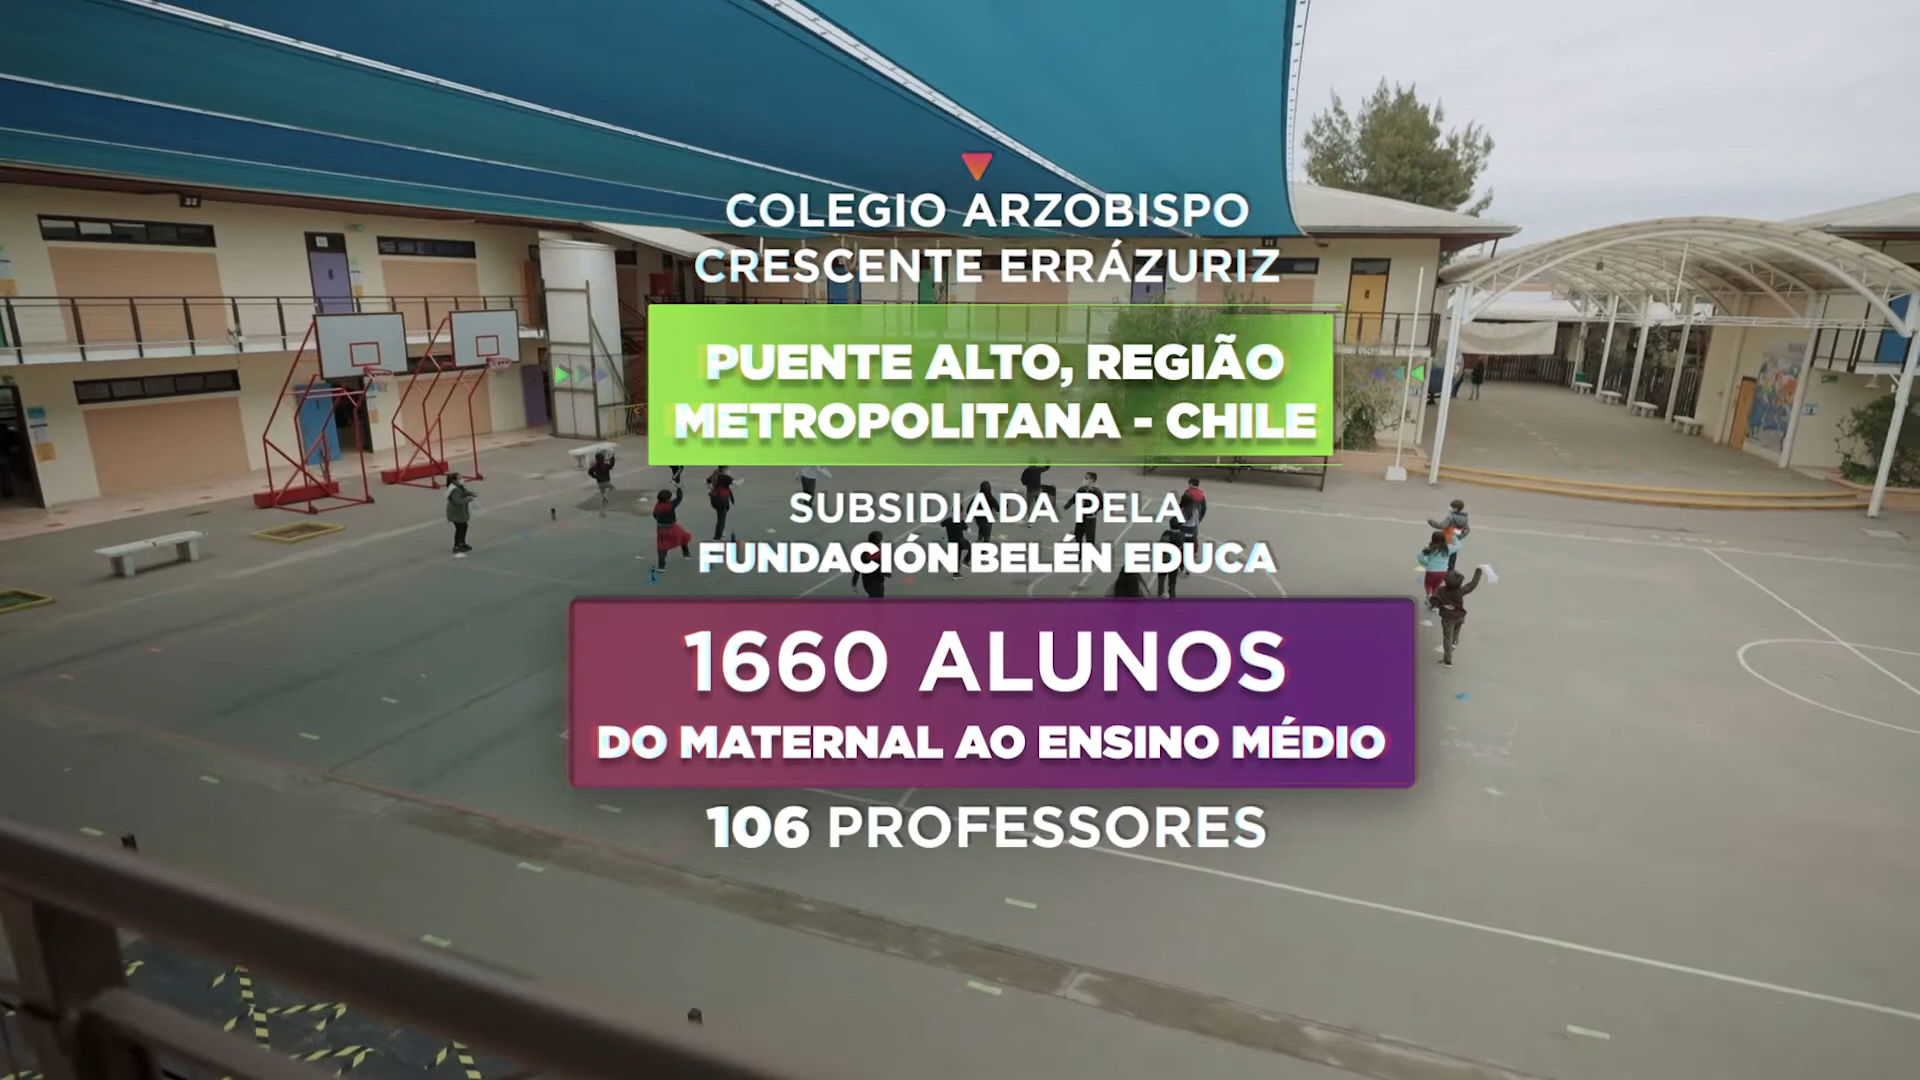 COLEGIO ARZOBISPO
CRESCENTE ERRÁZURIZ
PUENTE ALTO, REGIÃO
METROPOLITANA - CHILE
SUBSIDIADA PELA
FUNDACIÓN BELÉN EDUCA
1660 ALUNOS
DO MATERNAL AO ENSINO MÉDIO
106 PROFESSORES